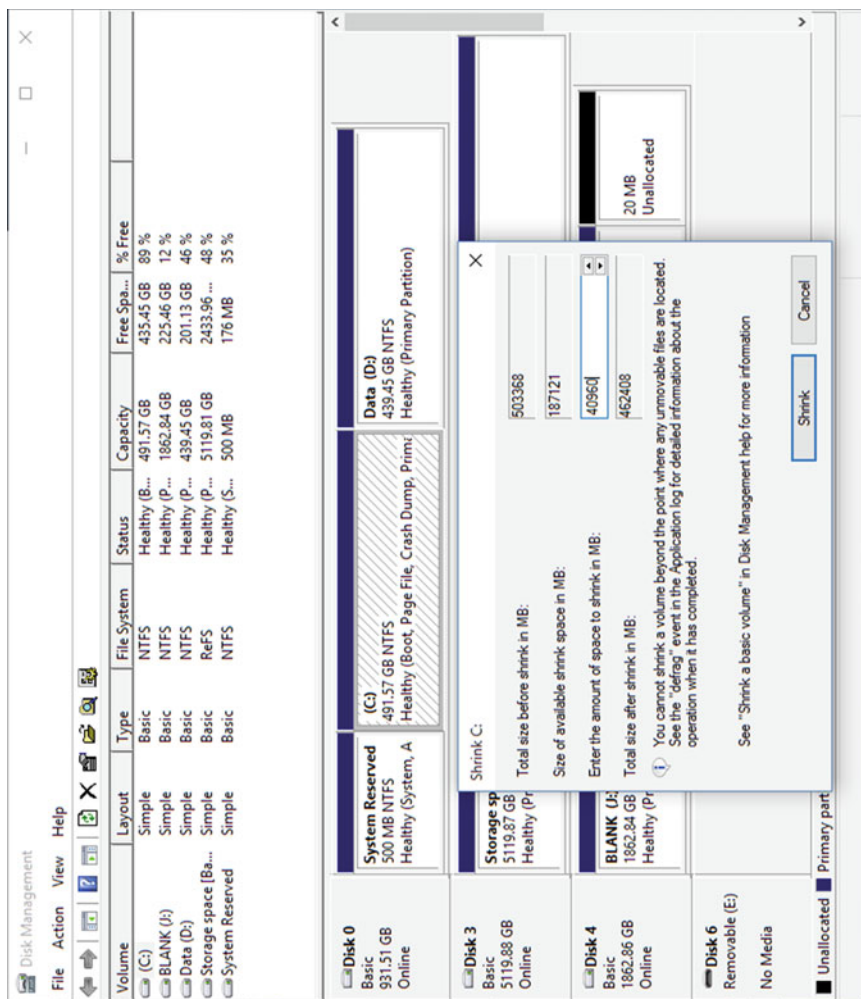 Disk Management
File Action View Help
Volume Layout Type File System Status Capacity Free Spa... % Free
(C:) Simple Basic NTFS Healthy (B... 491.57 GB 435.45 GB 89 %
BLANK (J:) Simple Basic NTFS Healthy (P... 1862.84 GB 225.46 GB 12 %
Data (D:) Simple Basic NTFS Healthy (P... 439.45 GB 201.13 GB 46 %
Storage space [Ba... Simple Basic ReFS Healthy (P... 5119.81 GB 2433.96 ... 48 %
System Reserved Simple Basic NTFS Healthy (S... 500 MB 176 MB 35 %
Disk 0
Basic
931.51 GB
Online
System Reserved
500 MB NTFS
Healthy (System, A
(C:)
491.57 GB NTFS
Healthy (Boot, Page File, Crash Dump, Prima
Data (D:)
439.45 GB NTFS
Healthy (Primary Partition)
Disk 3
Basic
5119.88 GB
Online
Storage sp
5119.87 GB
Healthy (Pr
Disk 4
Basic
1862.86 GB
Online
BLANK (J:
1862.84 GB
Healthy (Pr
20 MB
Unallocated
Disk 6
Removable (E:)
No Media
Unallocated Primary part
Shrink C:
Total size before shrink in MB: 503368
Size of available shrink space in MB: 187121
Enter the amount of space to shrink in MB: 40960
Total size after shrink in MB: 462408
You cannot shrink a volume beyond the point where any unmovable files are located.
See the "defrag" event in the Application log for detailed information about the
operation when it has completed.
See "Shrink a basic volume" in Disk Management help for more information
Shrink Cancel